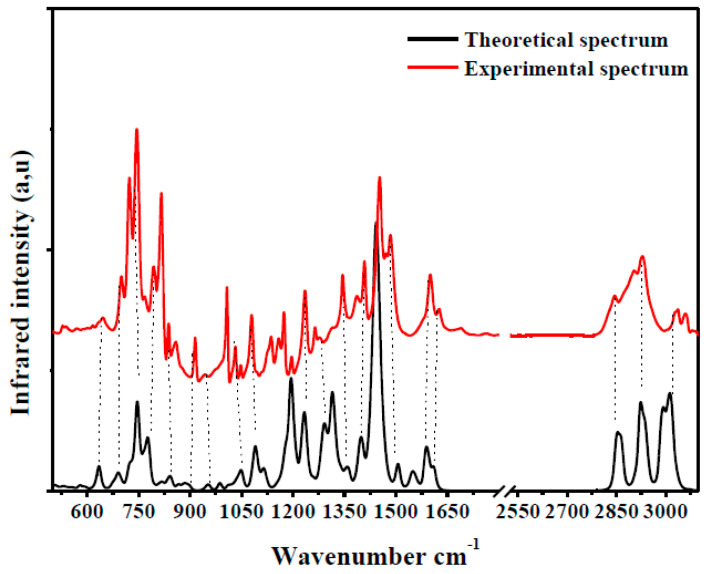 Theoretical spectrum
Experimental spectrum
Infrared intensity (a,u)
600 750 900 1050 1200 1350 1500 1650 2550 2700 2850 3000
Wavenumber cm-1